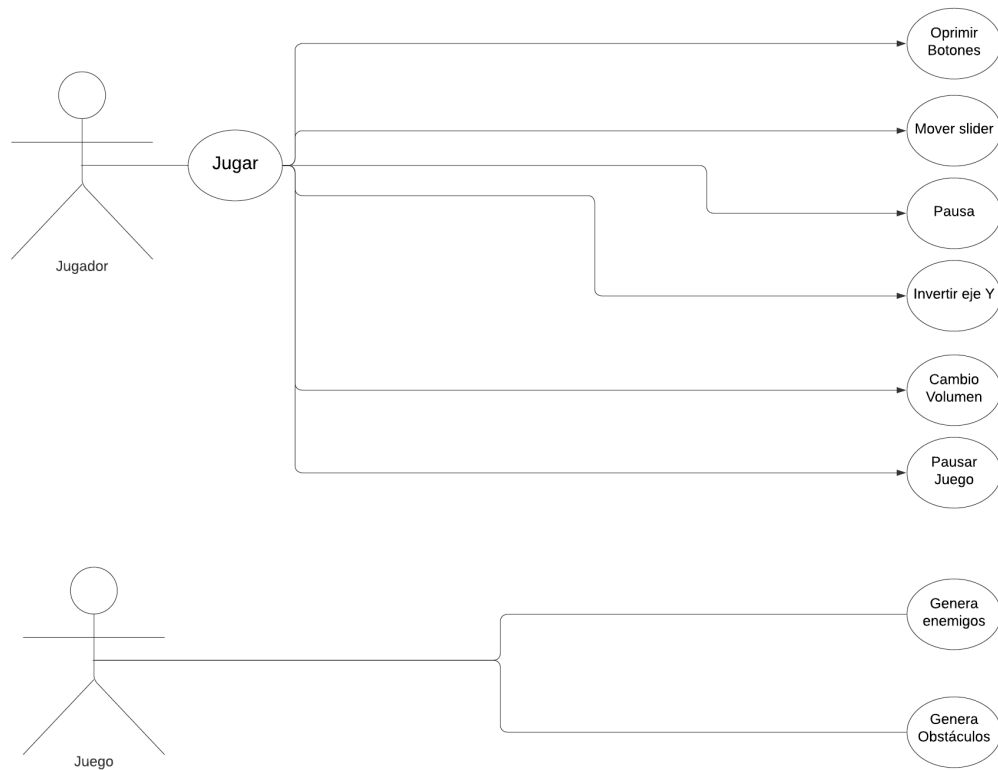 Oprimir
Botones
Mover slider
Jugar
Pausa
Jugador
Invertir eje Y
Cambio
Volumen
Pausar
Juego
Genera
enemigos
Genera
Obstáculos
Juego